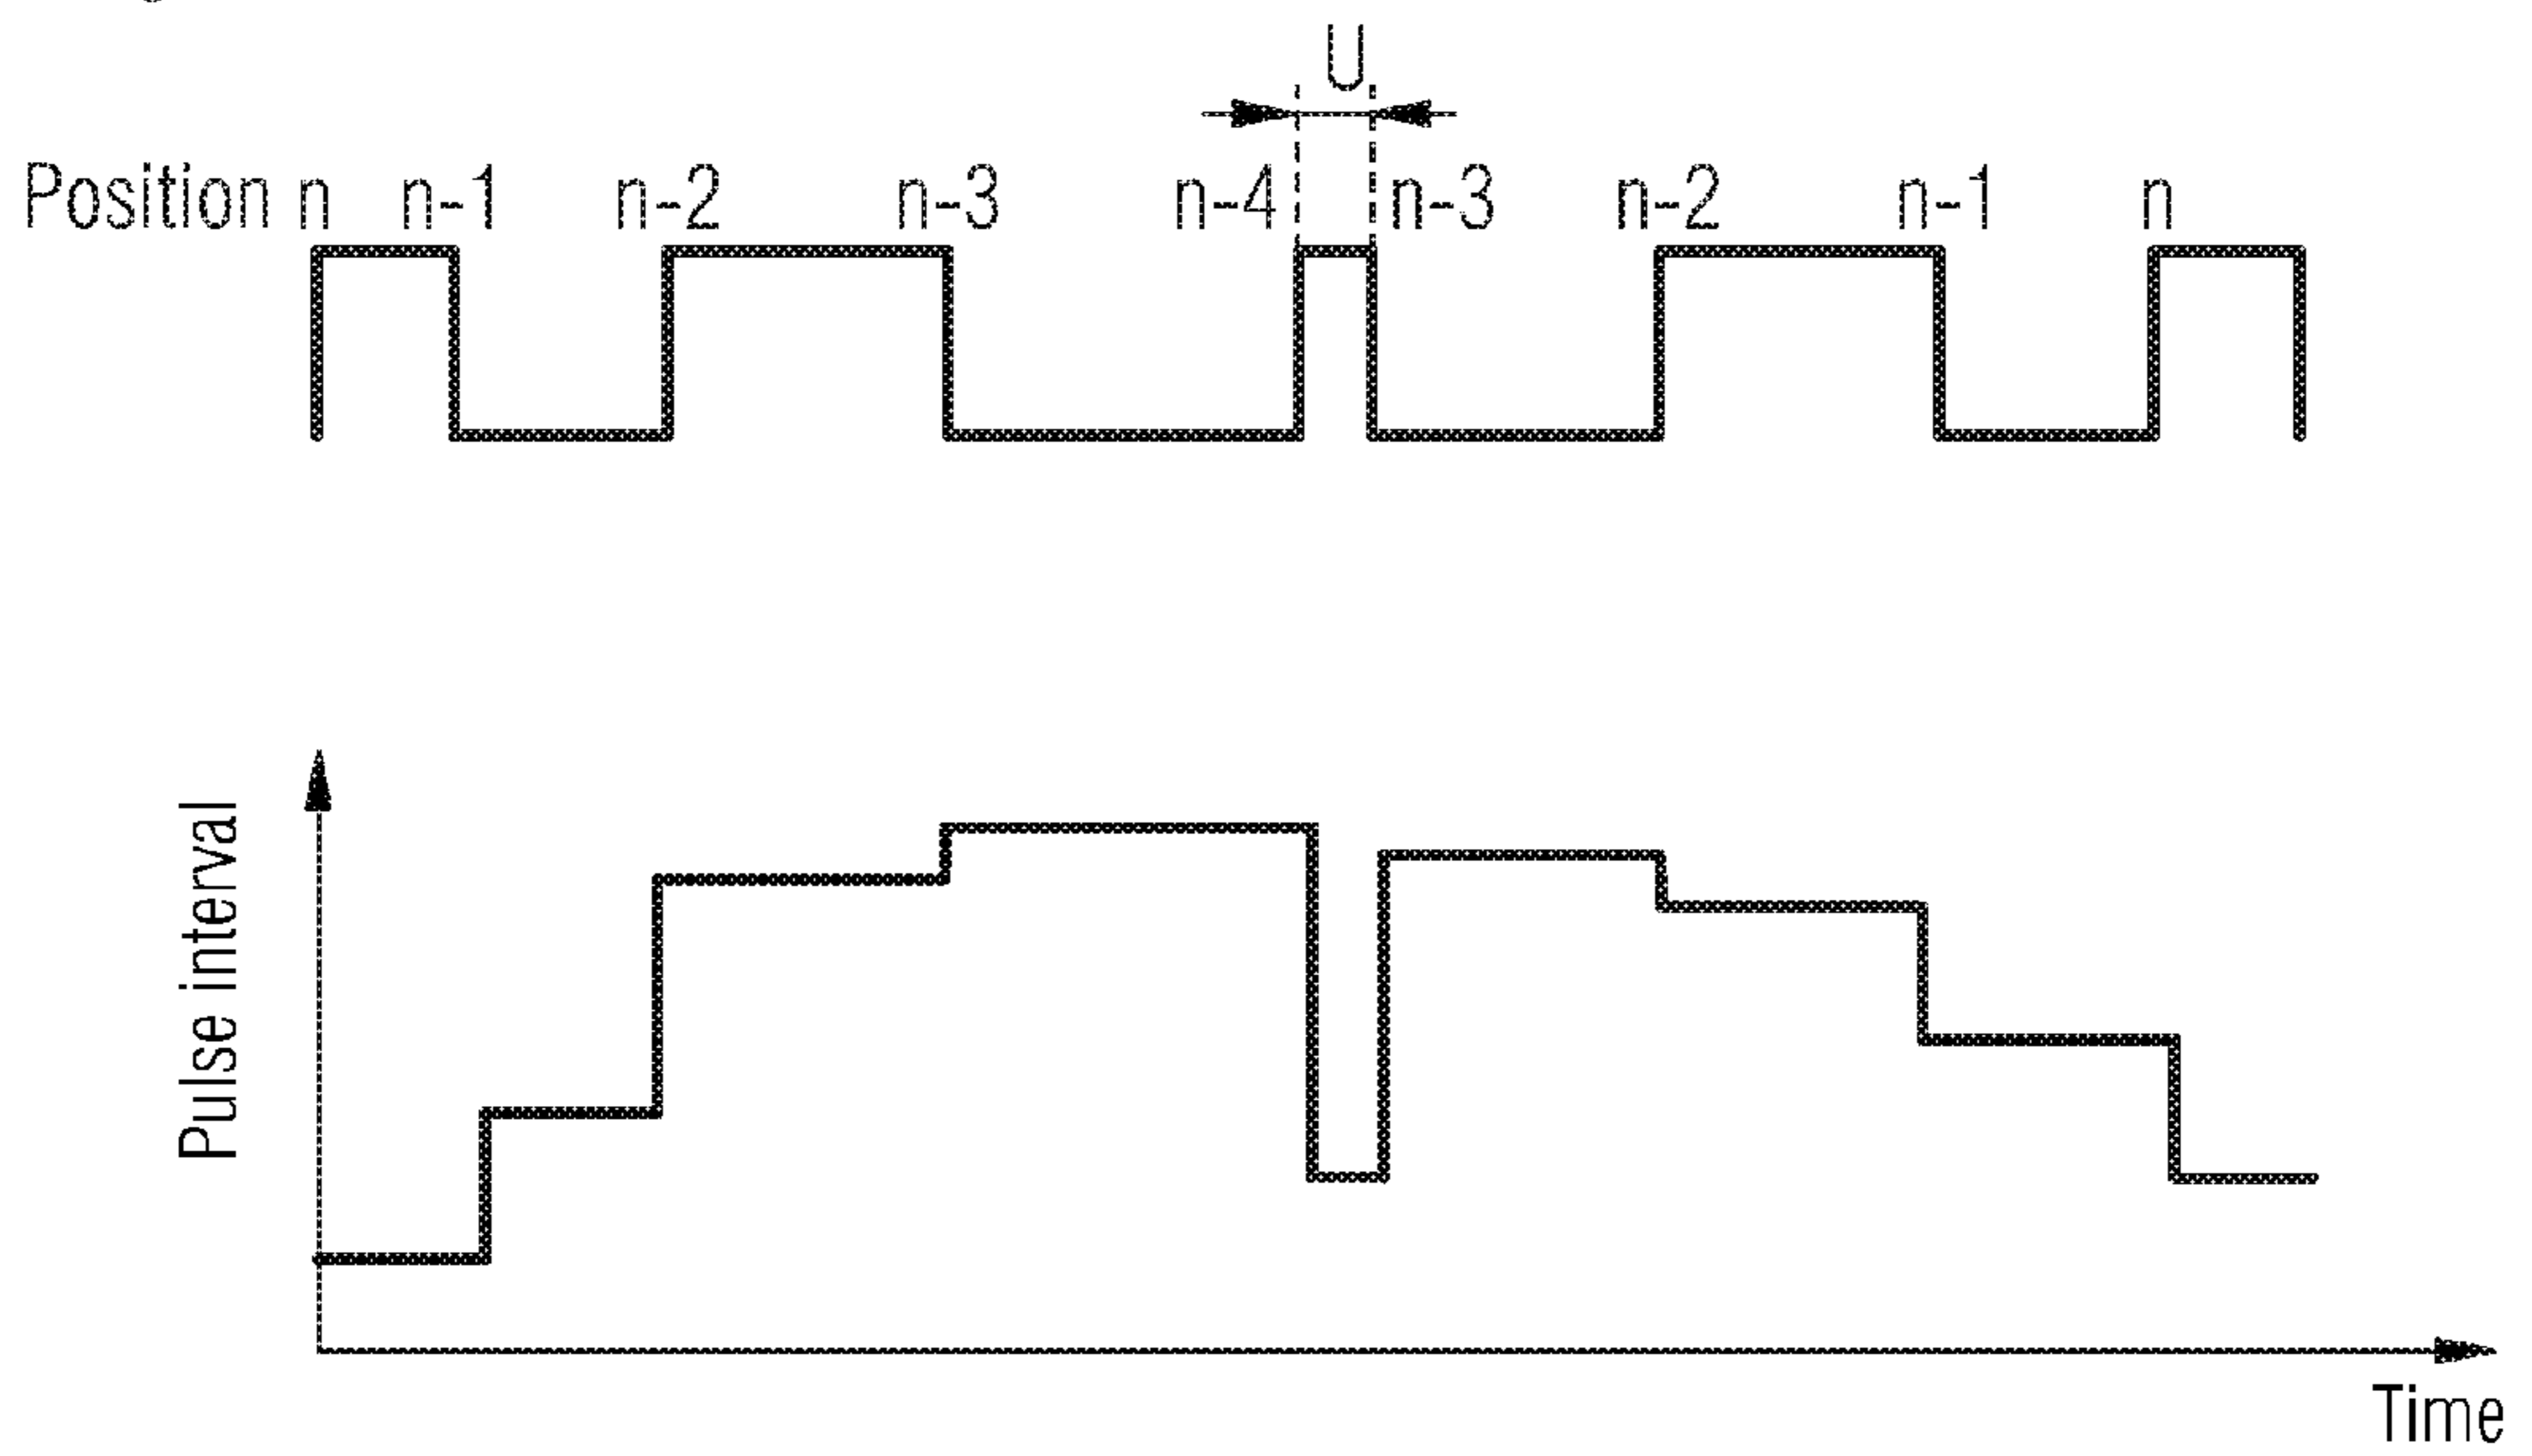 U
Position n n-1 n-2 n-3 n-4 n-3 n-2 n-1 n
Pulse interval
Time